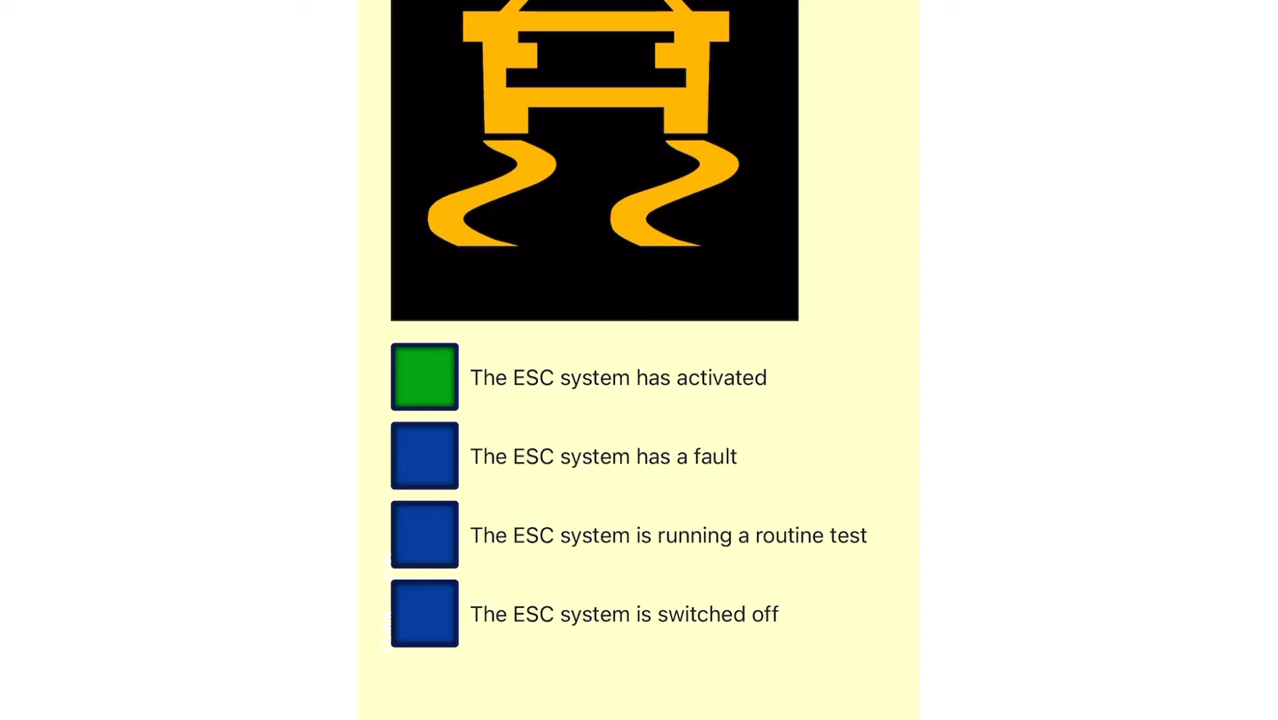 The ESC system has activated
The ESC system has a fault
The ESC system is running a routine test
The ESC system is switched off